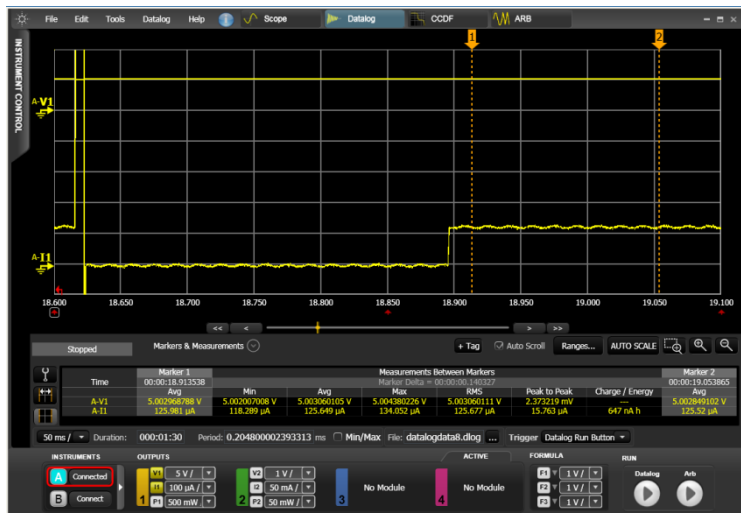 File Edit Tools Datalog Help Scope Datalog CCDF ARB
INSTRUMENT CONTROL
1 2
A-V1
A-I1
18.600 18.650 18.700 18.750 18.800 18.850 18.900 18.950 19.000 19.050 19.100
<< < > >>
Stopped Markers & Measurements + Tag Auto Scroll Ranges... AUTO SCALE
Marker 1 Measurements Between Markers Marker 2
Time 00:00:18.913538 Marker Delta = 00:00:00.140327 00:00:19.053865
Avg Min Avg Max RMS Peak to Peak Charge / Energy Avg
A-V1 5.002968788 V 5.002007008 V 5.003060105 V 5.004380226 V 5.003060111 V 2.373219 mV --- 5.002849102 V
A-I1 125.981 µA 118.289 µA 125.649 µA 134.052 µA 125.677 µA 15.763 µA 647 nA h 125.52 µA
50 ms / Duration: 000:01:30 Period: 0.204800002393313 ms Min/Max File: datalogdata8.dlog ... Trigger Datalog Run Button
INSTRUMENTS OUTPUTS ACTIVE FORMULA RUN
A Connected V1 5 V / V2 1 V / F1 1 V / Datalog Arb
I1 100 µA / I2 50 mA / No Module No Module F2 1 V /
B Connect 1 P1 500 mW / 2 P2 50 mW / 3 4 F3 1 V /